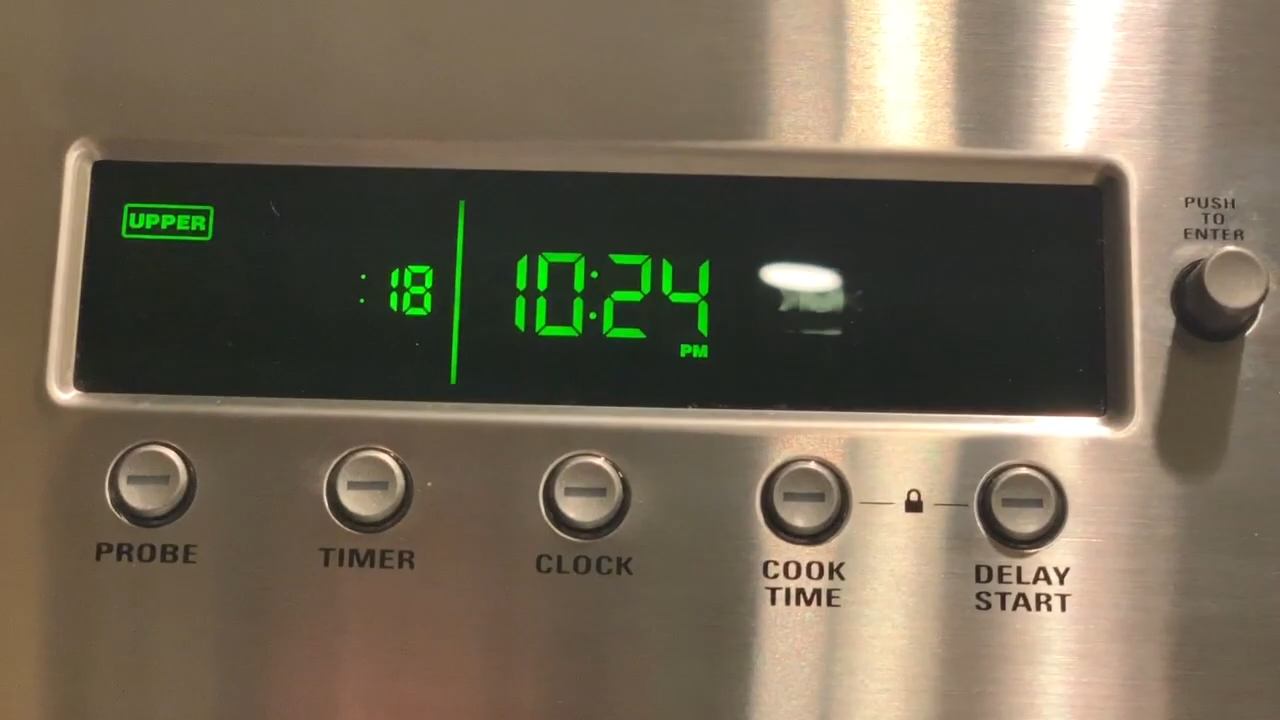 UPPER
:18
10:24
PM
PUSH
TO
ENTER
PROBE
TIMER
CLOCK
COOK
TIME
DELAY
START